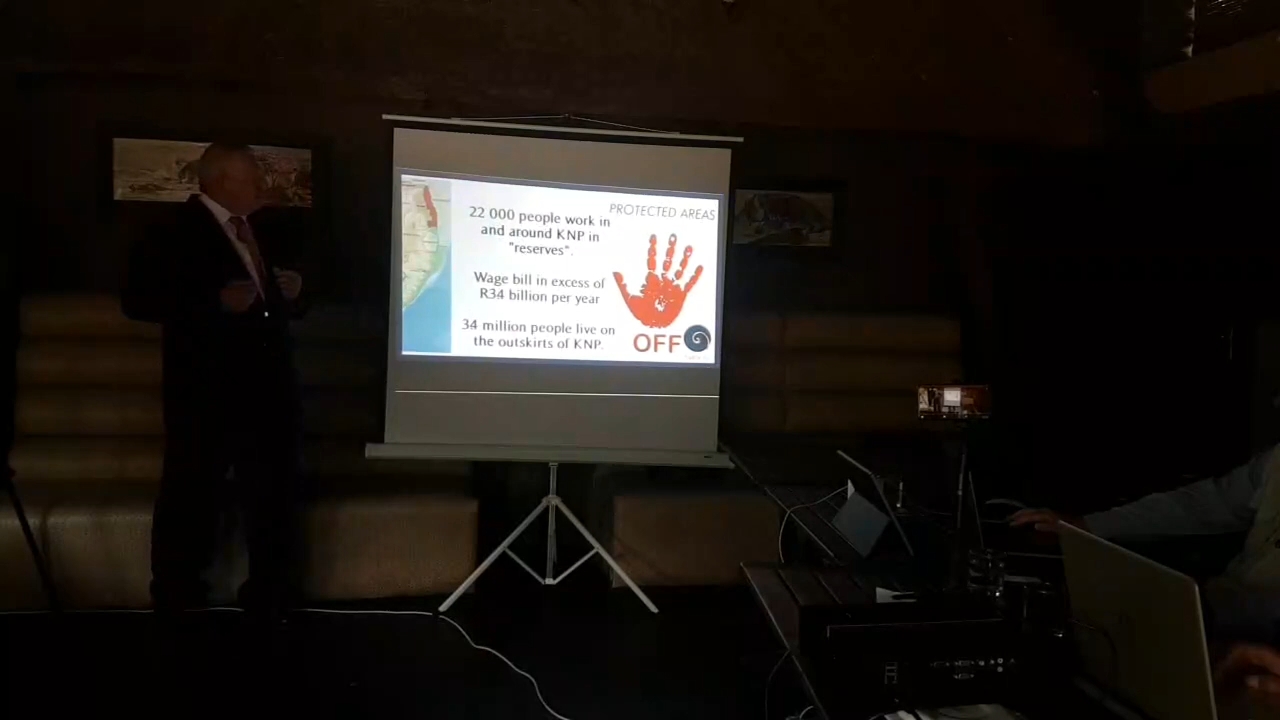 PROTECTED AREAS
22 000 people work in
and around KNP in
"reserves".
Wage bill in excess of
R34 billion per year
34 million people live on
the outskirts of KNP.
OFF